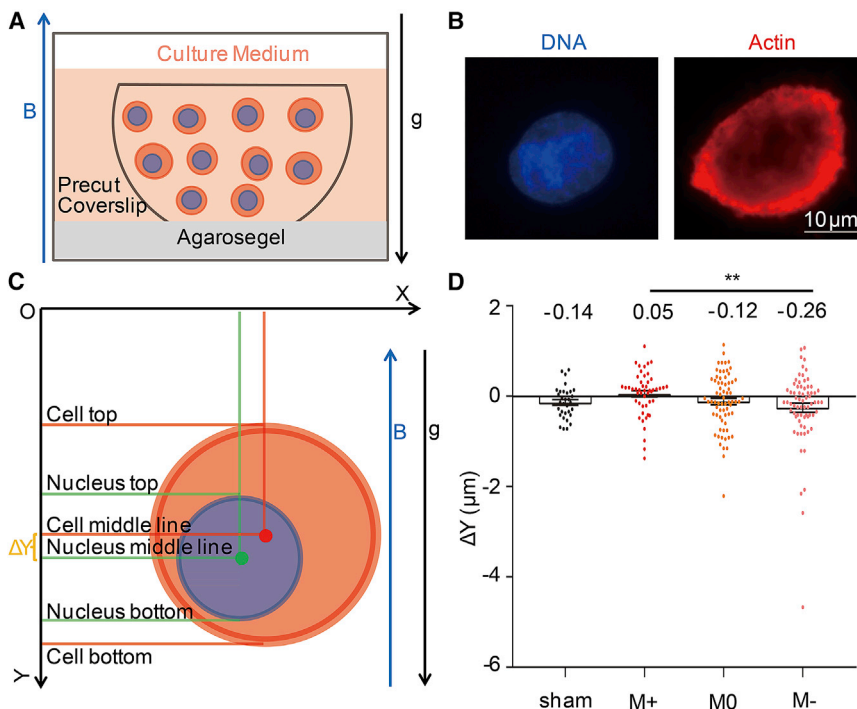 A
B
g
Culture Medium
Precut
Coverslip
Agarosegel
B
DNA
Actin
10μm
C
O
X
Cell top
Nucleus top
Cell middle line
ΔY
Nucleus middle line
Nucleus bottom
Cell bottom
Y
B
g
D
**
-0.14 0.05 -0.12 -0.26
2
0
-2
-4
-6
ΔY (μm)
sham M+ M0 M-